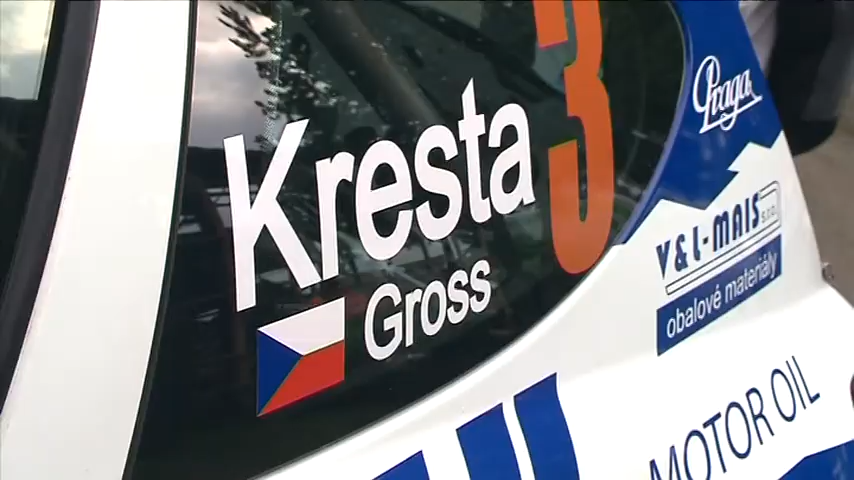 Kresta
Gross
3
Praga
V&L-MAIS s.r.o.
obalové materiály
MOTOR OIL